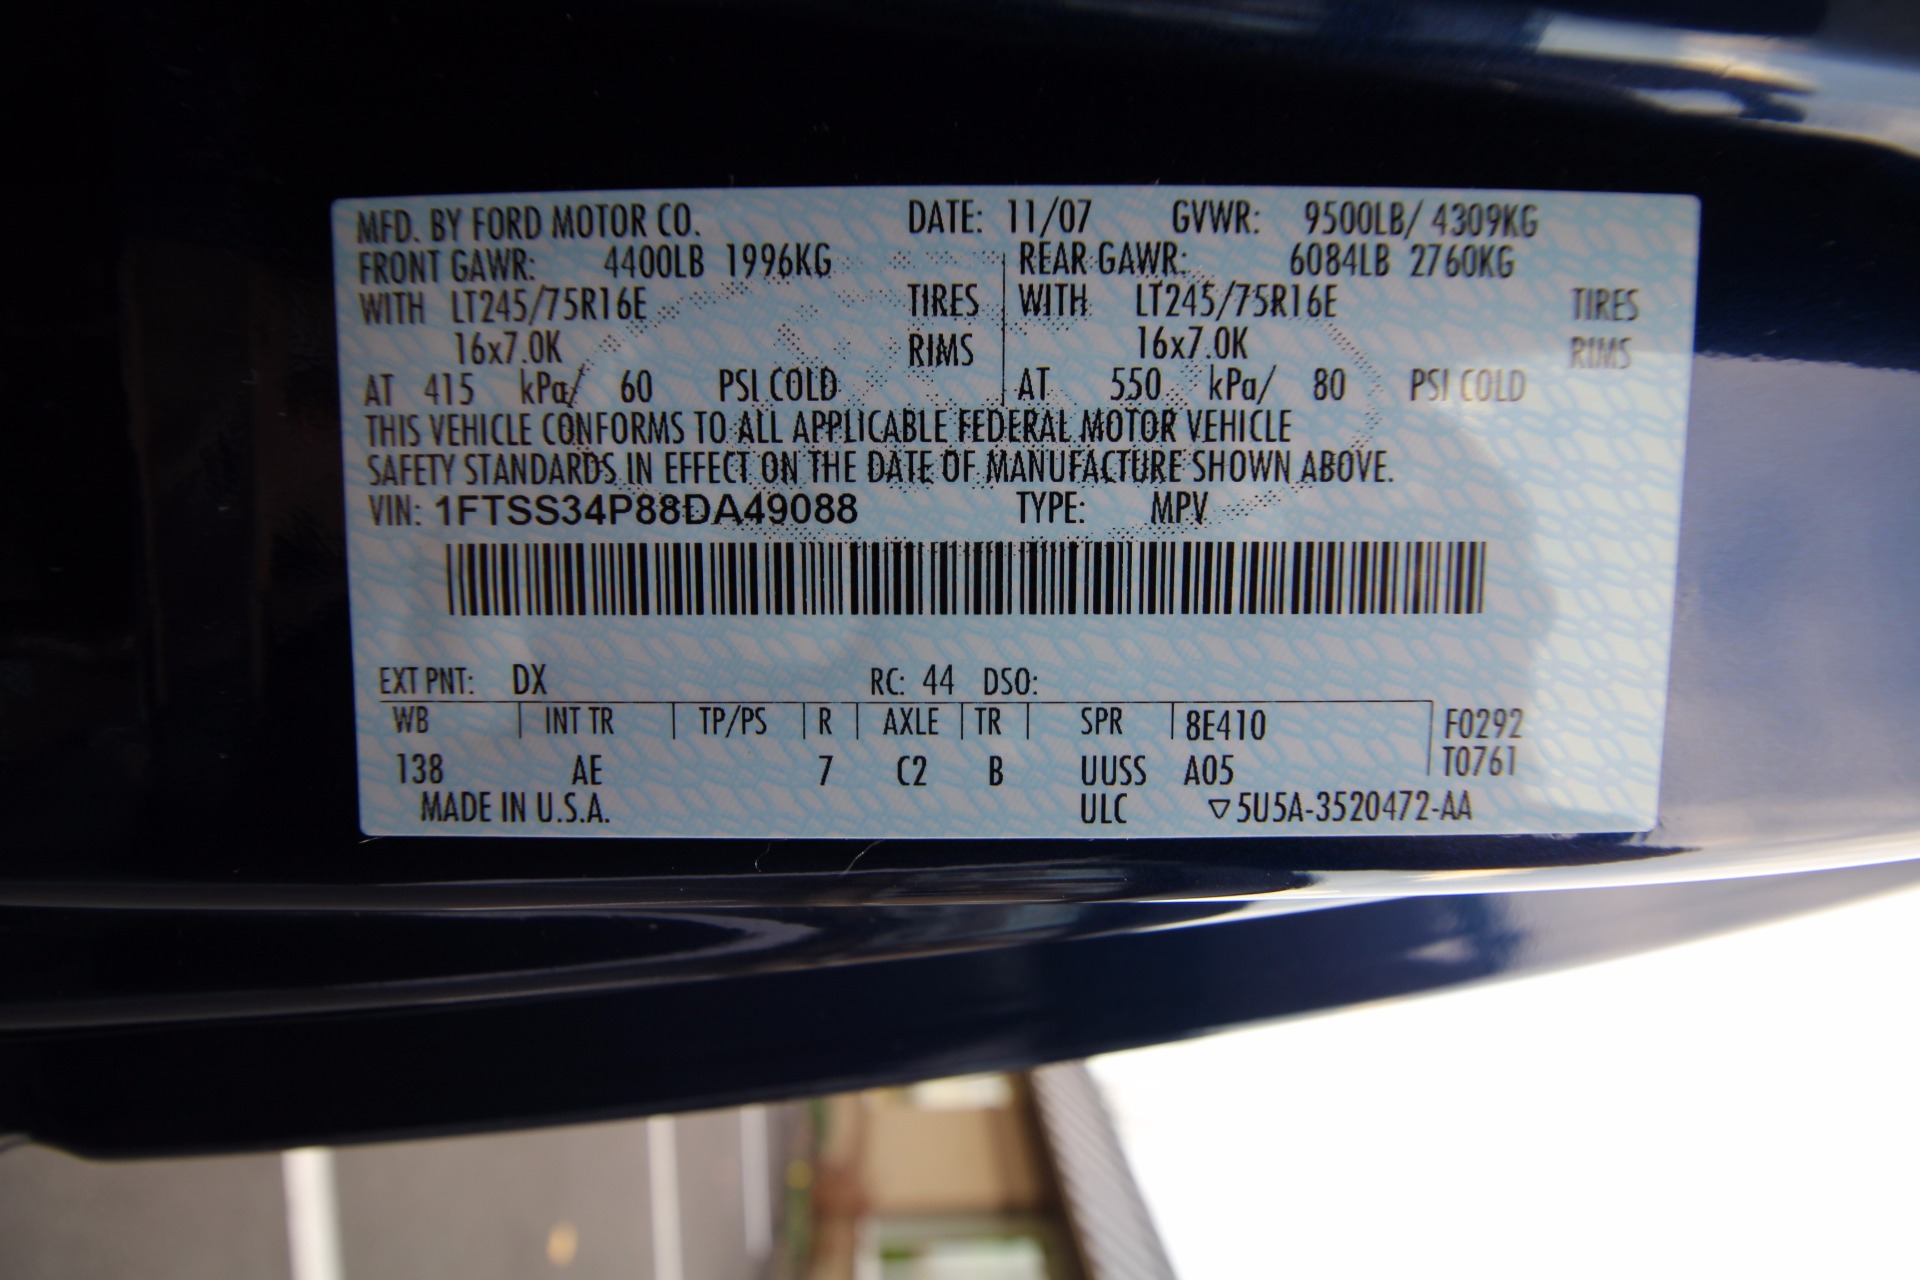 MFD. BY FORD MOTOR CO. DATE: 11/07 GVWR: 9500LB/ 4309KG
FRONT GAWR: 4400LB 1996KG REAR GAWR: 6084LB 2760KG
WITH LT245/75R16E TIRES WITH LT245/75R16E TIRES
16x7.0K RIMS 16x7.0K RIMS
AT 415 kPa/ 60 PSI COLD AT 550 kPa/ 80 PSI COLD
THIS VEHICLE CONFORMS TO ALL APPLICABLE FEDERAL MOTOR VEHICLE
SAFETY STANDARDS IN EFFECT ON THE DATE OF MANUFACTURE SHOWN ABOVE.
VIN: 1FTSS34P88DA49088 TYPE: MPV
EXT PNT: DX RC: 44 DSO:
WB INT TR TP/PS R AXLE TR SPR 8E410 F0292
138 AE 7 C2 B UUSS A05 T0761
MADE IN U.S.A. ULC ▽5U5A-3520472-AA